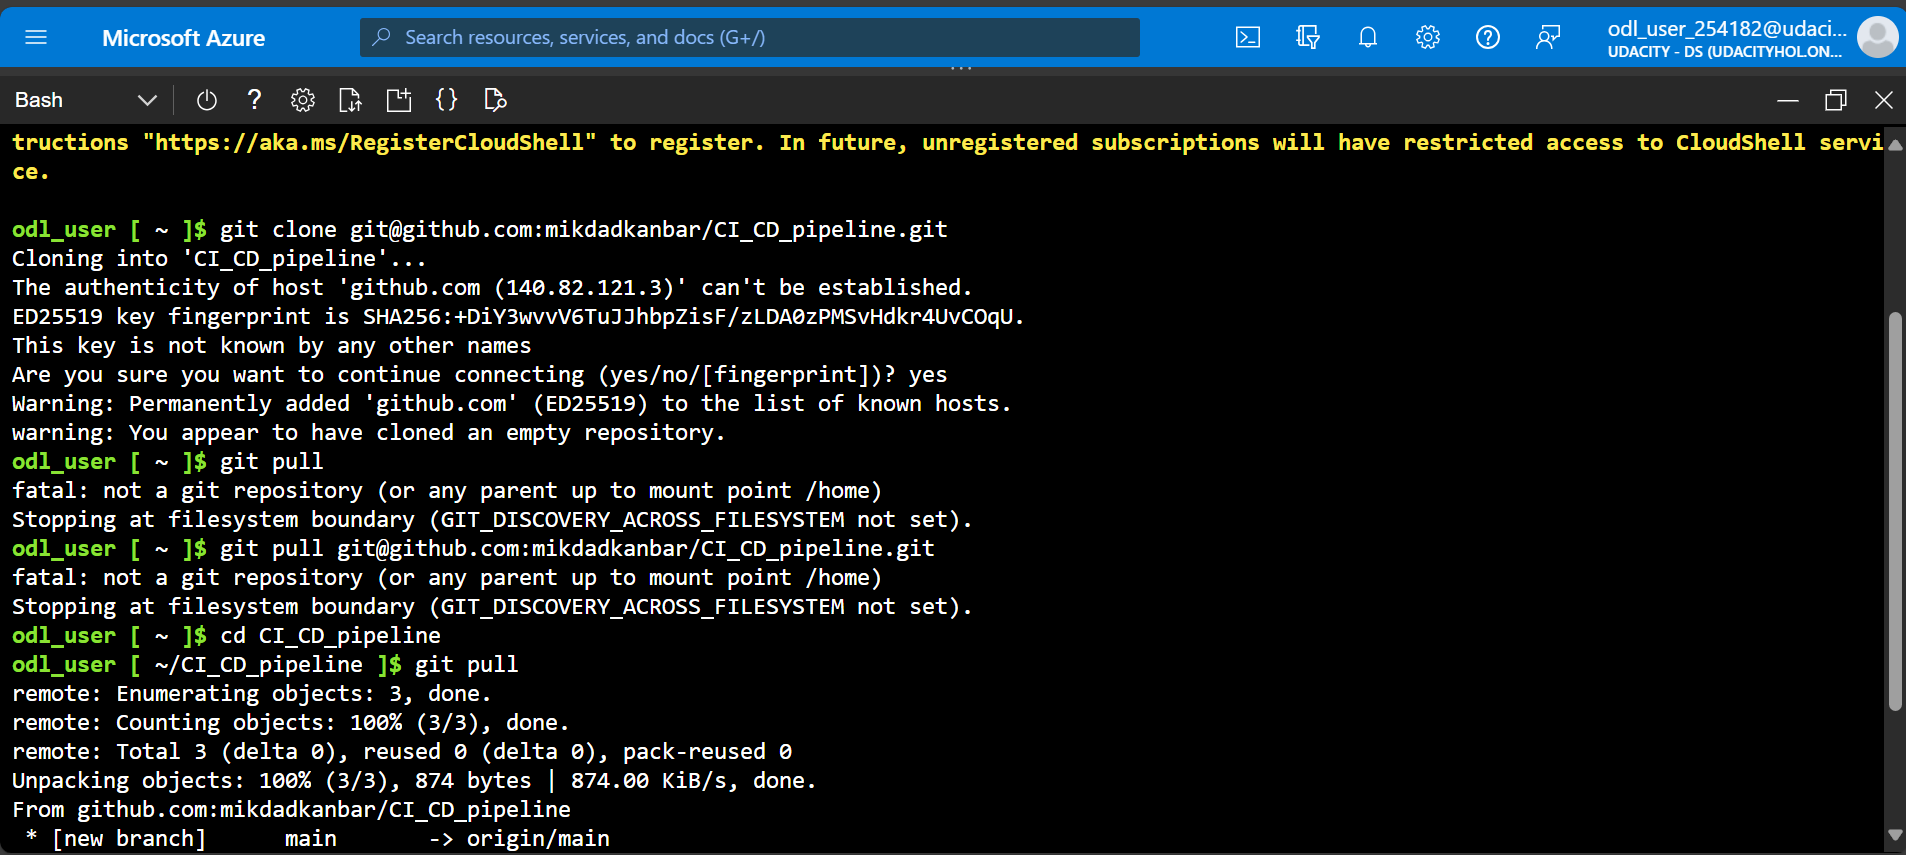 Microsoft Azure
Search resources, services, and docs (G+/)
odl_user_254182@udaci...
UDACITY - DS (UDACITYHOL.ON...
Bash
tructions "https://aka.ms/RegisterCloudShell" to register. In future, unregistered subscriptions will have restricted access to CloudShell servi
ce.
odl_user [ ~ ]$ git clone git@github.com:mikdadkanbar/CI_CD_pipeline.git
Cloning into 'CI_CD_pipeline'...
The authenticity of host 'github.com (140.82.121.3)' can't be established.
ED25519 key fingerprint is SHA256:+DiY3wvvV6TuJJhbpZisF/zLDA0zPMSvHdkr4UvCOqU.
This key is not known by any other names
Are you sure you want to continue connecting (yes/no/[fingerprint])? yes
Warning: Permanently added 'github.com' (ED25519) to the list of known hosts.
warning: You appear to have cloned an empty repository.
odl_user [ ~ ]$ git pull
fatal: not a git repository (or any parent up to mount point /home)
Stopping at filesystem boundary (GIT_DISCOVERY_ACROSS_FILESYSTEM not set).
odl_user [ ~ ]$ git pull git@github.com:mikdadkanbar/CI_CD_pipeline.git
fatal: not a git repository (or any parent up to mount point /home)
Stopping at filesystem boundary (GIT_DISCOVERY_ACROSS_FILESYSTEM not set).
odl_user [ ~ ]$ cd CI_CD_pipeline
odl_user [ ~/CI_CD_pipeline ]$ git pull
remote: Enumerating objects: 3, done.
remote: Counting objects: 100% (3/3), done.
remote: Total 3 (delta 0), reused 0 (delta 0), pack-reused 0
Unpacking objects: 100% (3/3), 874 bytes | 874.00 KiB/s, done.
From github.com:mikdadkanbar/CI_CD_pipeline
 * [new branch]      main       -> origin/main